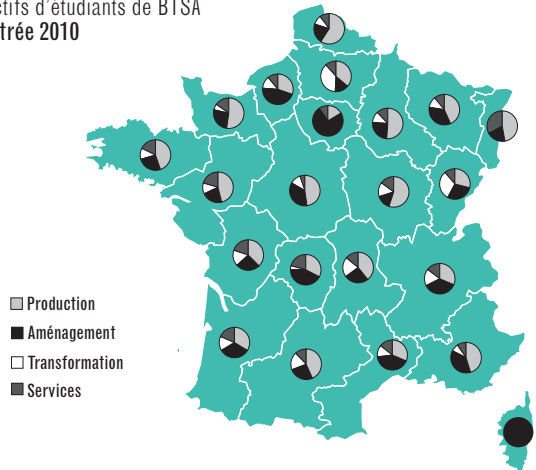 ctifs d'étudiants de BTSA
trée 2010
Production
Aménagement
Transformation
Services